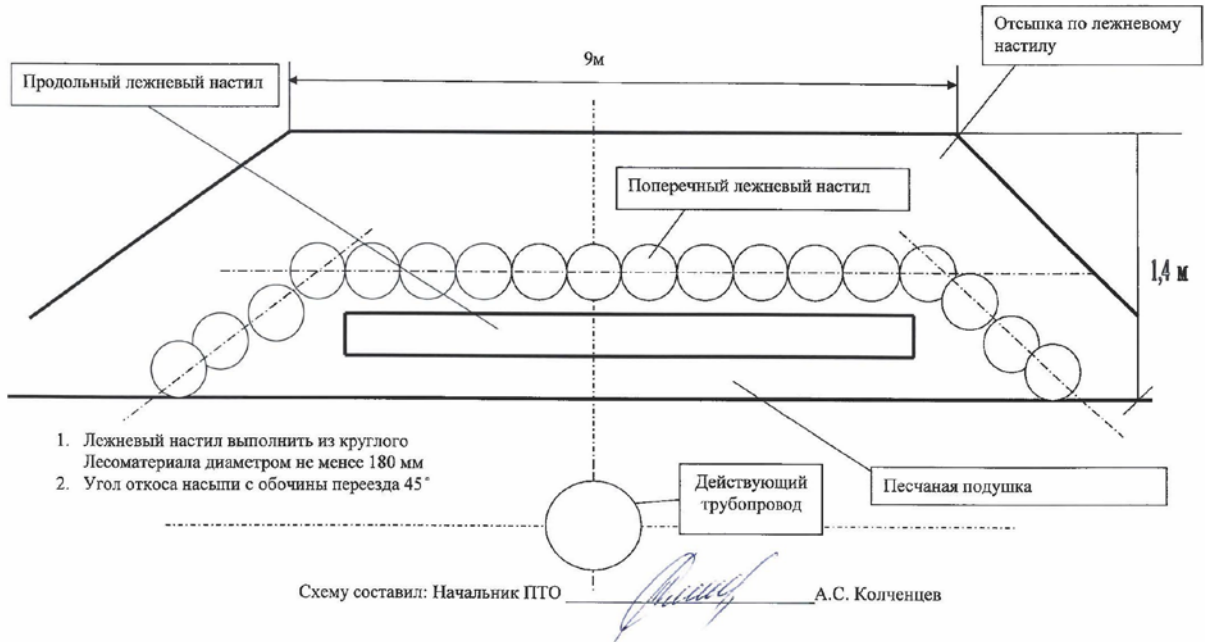 Отсыпка по лежневому
настилу
9м
Продольный лежневый настил
Поперечный лежневый настил
1,4 м
1. Лежневый настил выполнить из круглого
Лесоматериала диаметром не менее 180 мм
2. Угол откоса насыпи с обочины переезда 45°
Действующий
трубопровод
Песчаная подушка
Схему составил: Начальник ПТО А.С. Колченцев